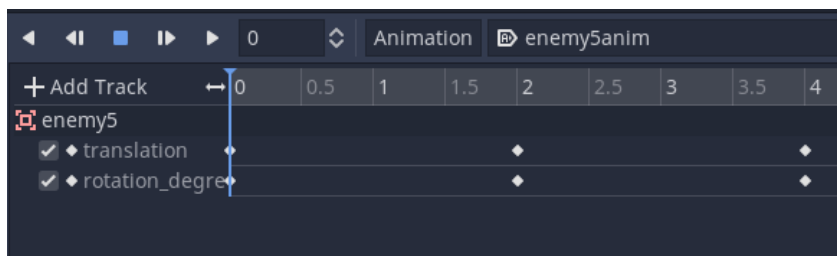 0 Animation enemy5anim
Add Track 0 0.5 1 1.5 2 2.5 3 3.5 4
enemy5
translation
rotation_degre